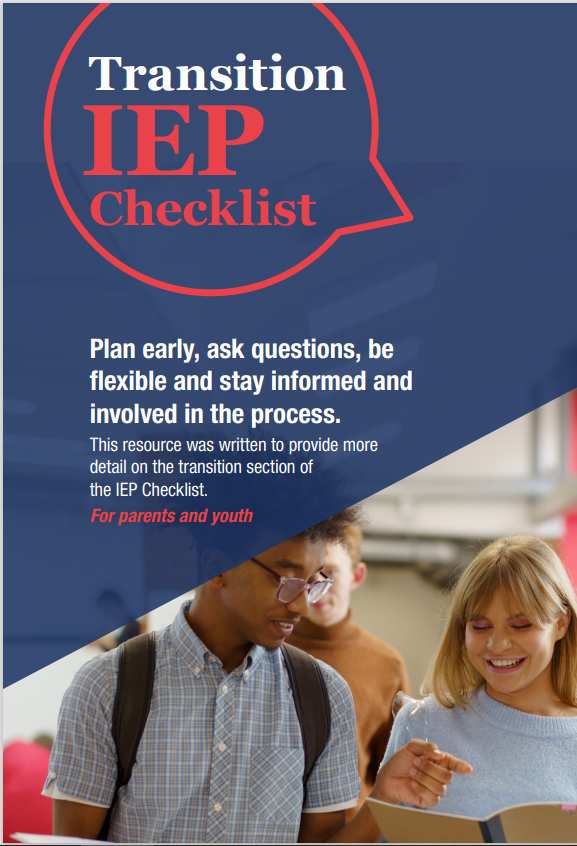 Transition
IEP
Checklist
Plan early, ask questions, be
flexible and stay informed and
involved in the process.
This resource was written to provide more
detail on the transition section of
the IEP Checklist.
For parents and youth